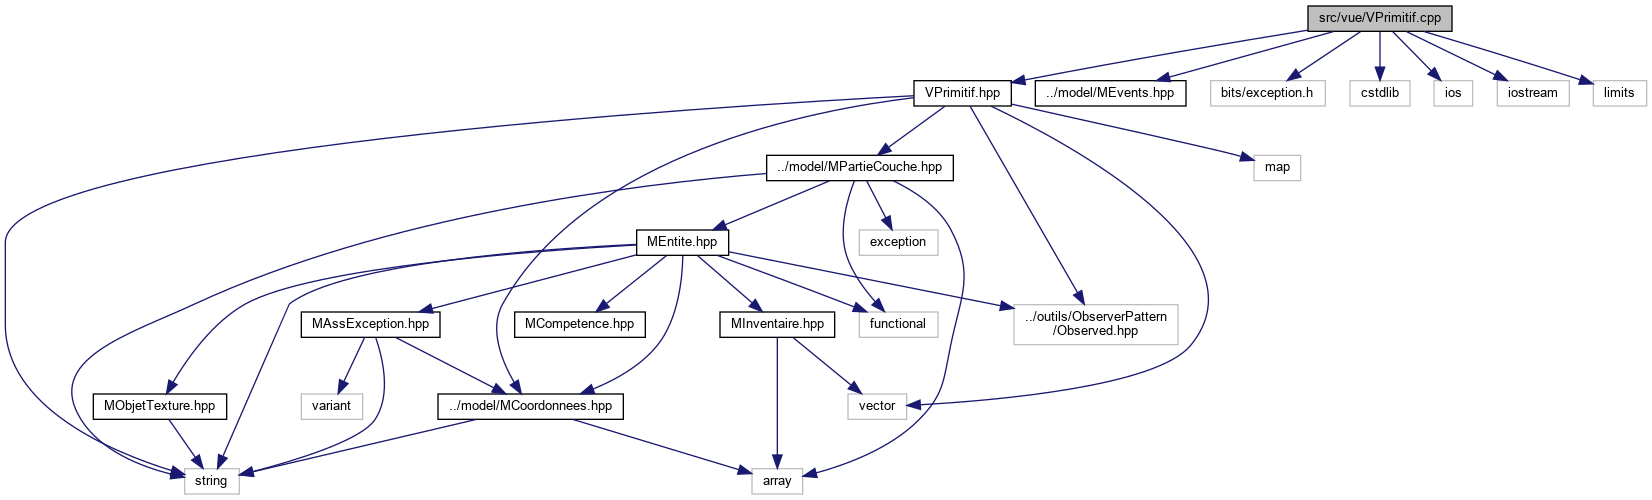 src/vue/VPrimitif.cpp
VPrimitif.hpp
../model/MEvents.hpp
bits/exception.h
cstdlib
ios
iostream
limits
../model/MPartieCouche.hpp
map
MEntite.hpp
exception
MAssException.hpp
MCompetence.hpp
MInventaire.hpp
functional
../outils/ObserverPattern
/Observed.hpp
MObjetTexture.hpp
variant
../model/MCoordonnees.hpp
vector
string
array